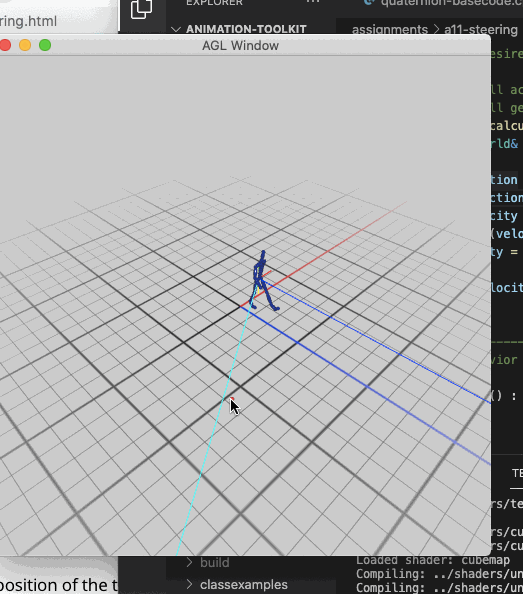 ring.html
EXPLORER
quaternion-basecode.c
ANIMATION-TOOLKIT
assignments > a11-steering
AGL Window
esire
ll ac
ll ge
calcu
rld&
tion
ction
city
(velo
ty =
locit
vior
() :
TE
rs/te
rs/cu
rs/cu
build
Loaded shader: cubemap
Compiling: ../shaders/un
classexamples
Compiling: ../shaders/un
position of the t